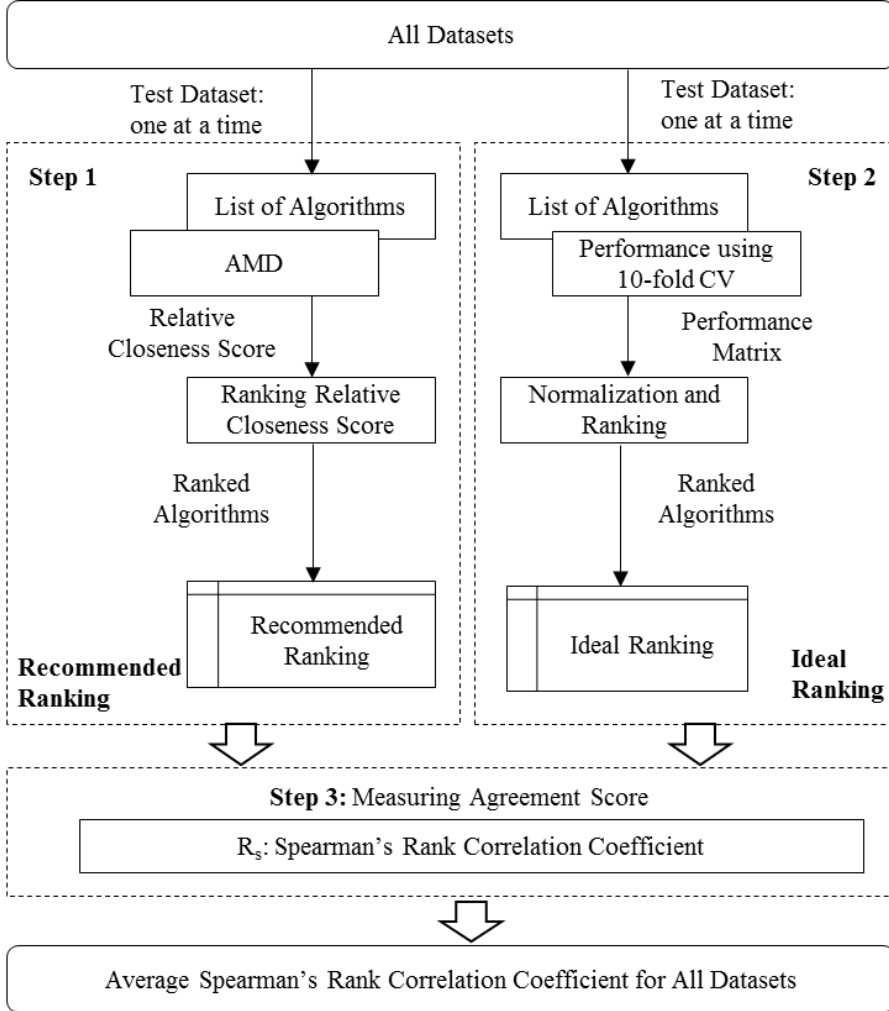 All Datasets
Test Dataset:
one at a time
Test Dataset:
one at a time
Step 1
List of Algorithms
AMD
Relative
Closeness Score
Ranking Relative
Closeness Score
Ranked
Algorithms
Recommended
Ranking
Recommended
Ranking
Step 2
List of Algorithms
Performance using
10-fold CV
Performance
Matrix
Normalization and
Ranking
Ranked
Algorithms
Ideal Ranking
Ideal
Ranking
Step 3: Measuring Agreement Score
Rs: Spearman’s Rank Correlation Coefficient
Average Spearman’s Rank Correlation Coefficient for All Datasets